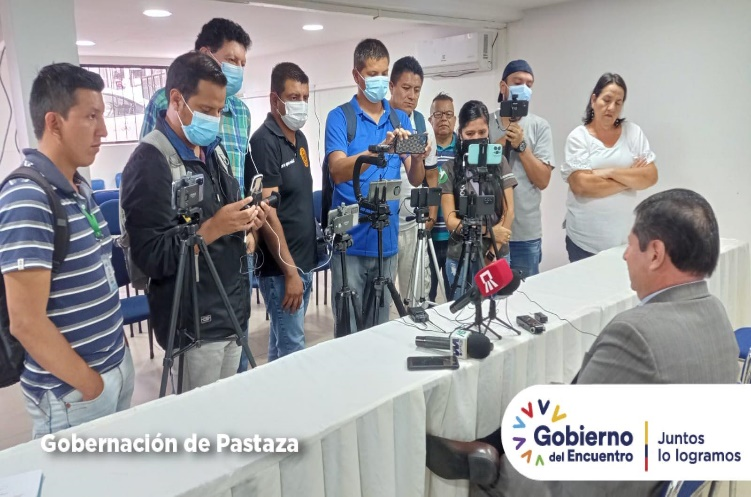 Gobernación de Pastaza
Gobierno
del Encuentro
Juntos
lo logramos